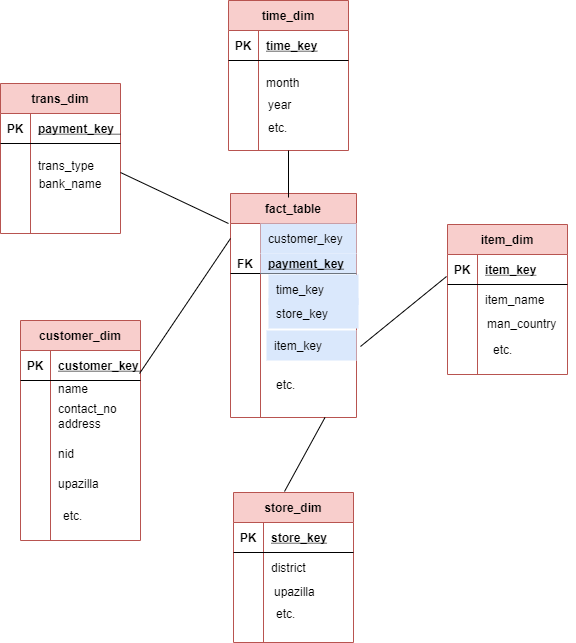 time_dim
PK time_key
month
year
etc.
trans_dim
PK payment_key
trans_type
bank_name
fact_table
customer_key
FK payment_key
time_key
store_key
item_key
etc.
item_dim
PK item_key
item_name
man_country
etc.
customer_dim
PK customer_key
name
contact_no
address
nid
upazilla
etc.
store_dim
PK store_key
district
upazilla
etc.